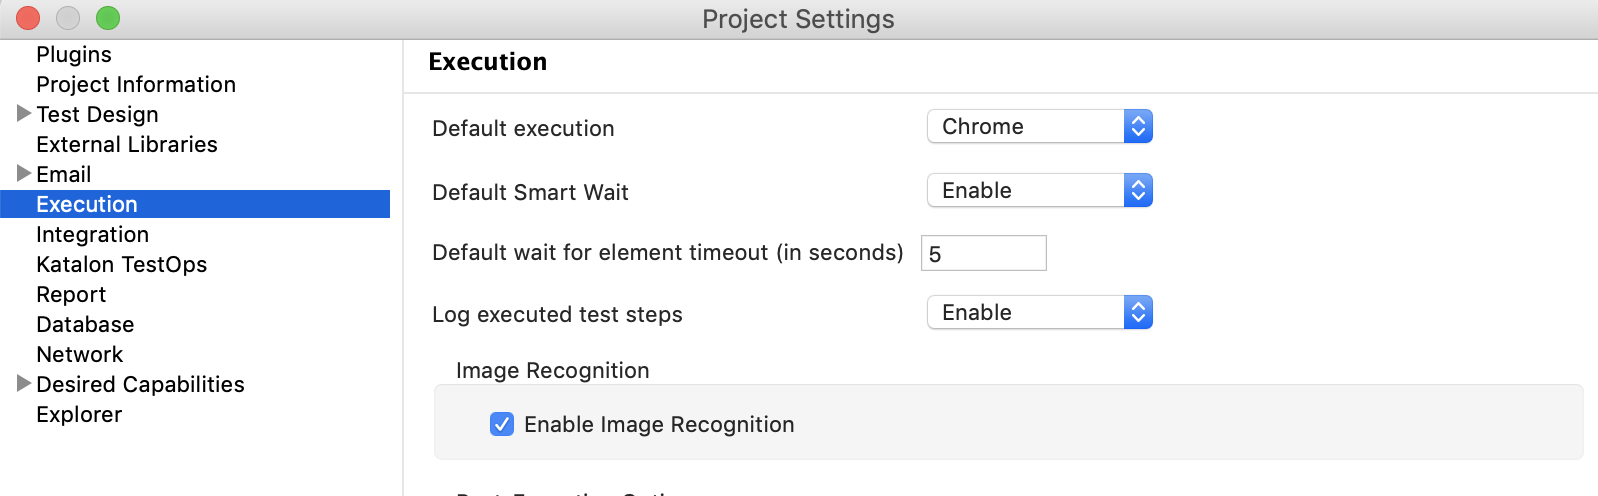 Project Settings
Plugins
Project Information
Test Design
External Libraries
Email
Execution
Integration
Katalon TestOps
Report
Database
Network
Desired Capabilities
Explorer
Execution
Default execution
Chrome
Default Smart Wait
Enable
Default wait for element timeout (in seconds)
5
Log executed test steps
Enable
Image Recognition
Enable Image Recognition